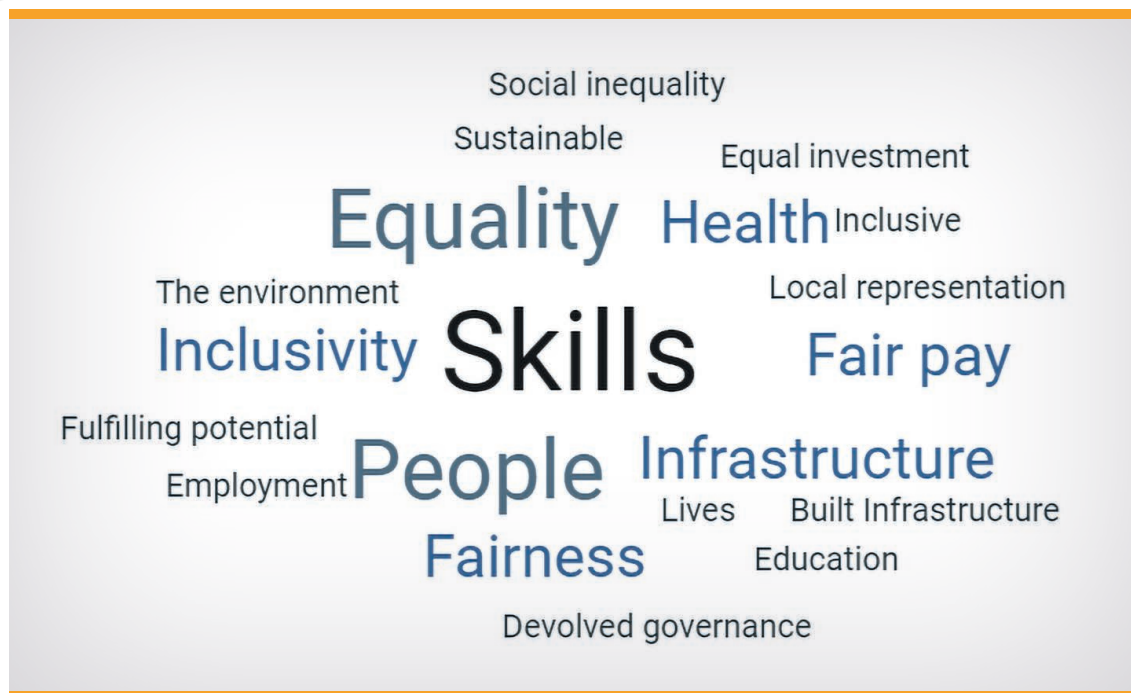 Social inequality
Sustainable
Equal investment
Equality
Health
Inclusive
The environment
Local representation
Inclusivity
Skills
Fair pay
Fulfilling potential
Employment
People
Infrastructure
Lives
Built Infrastructure
Fairness
Education
Devolved governance